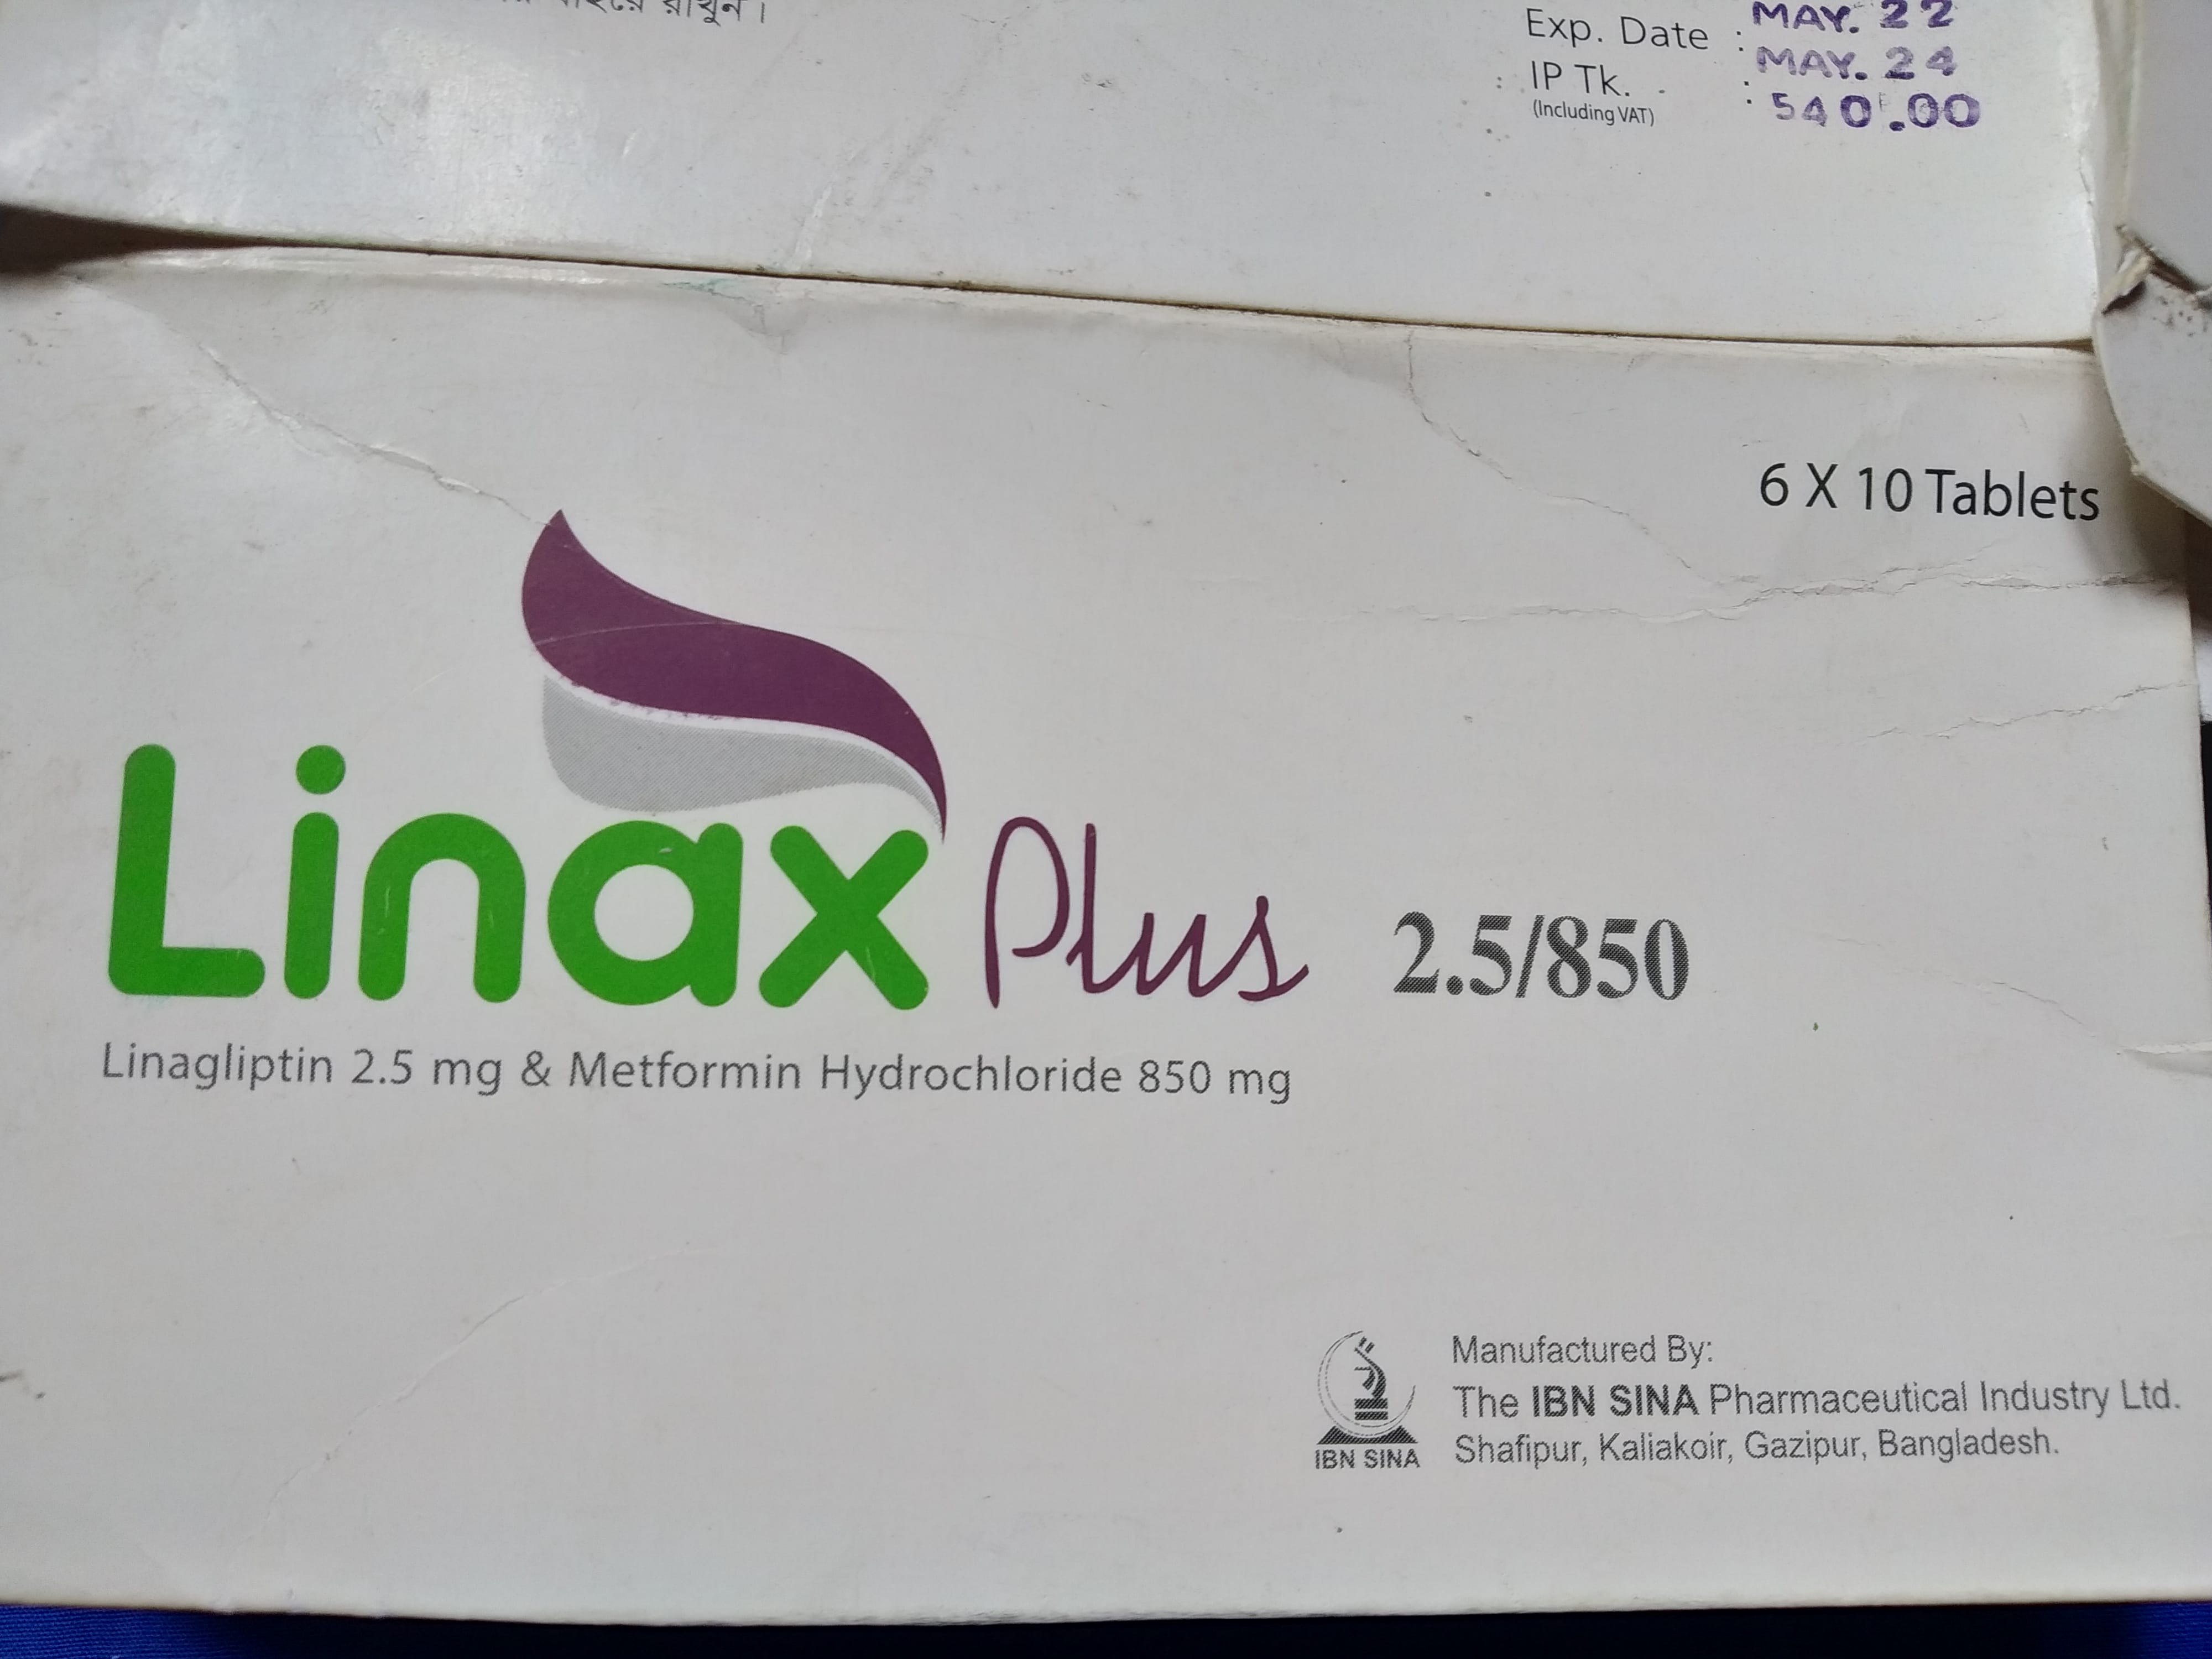 রাখুন।
MAY. 22
Exp. Date : MAY. 24
IP Tk. : 540.00
(Including VAT)
6 X 10 Tablets
Linax Plus 2.5/850
Linagliptin 2.5 mg & Metformin Hydrochloride 850 mg
Manufactured By:
The IBN SINA Pharmaceutical Industry Ltd.
Shafipur, Kaliakoir, Gazipur, Bangladesh.
IBN SINA